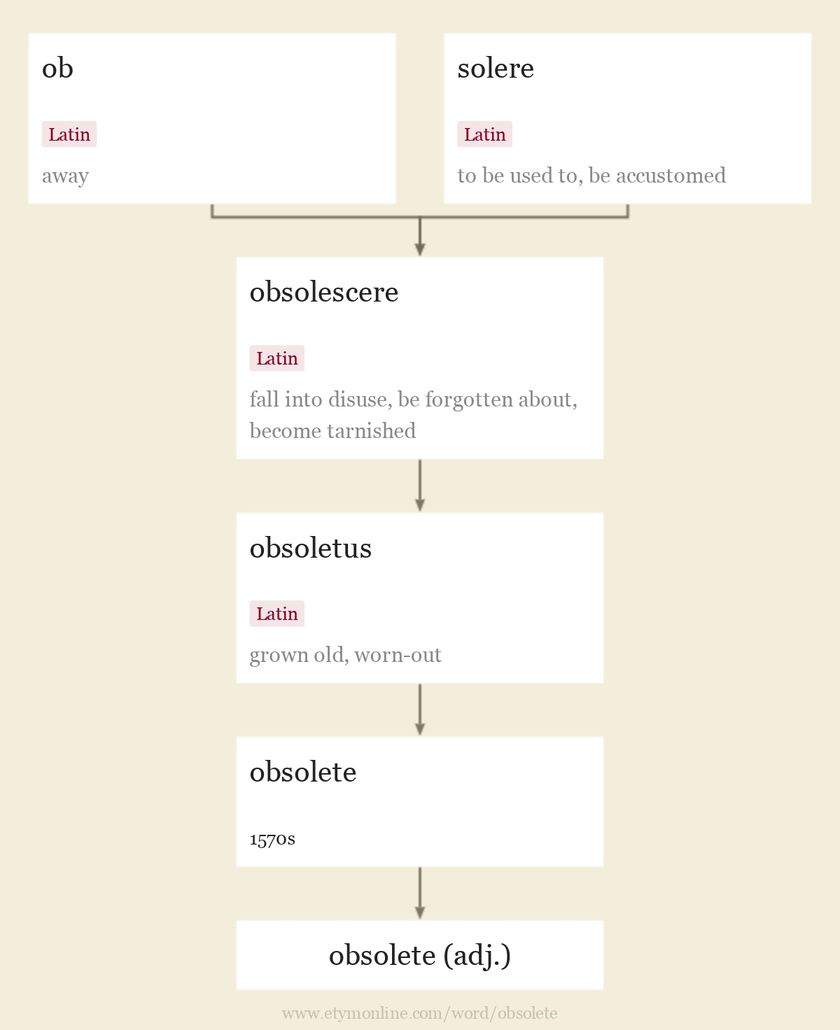 ob
Latin
away
solere
Latin
to be used to, be accustomed
obsolescere
Latin
fall into disuse, be forgotten about,
become tarnished
obsoletus
Latin
grown old, worn-out
obsolete
1570s
obsolete (adj.)
www.etymonline.com/word/obsolete